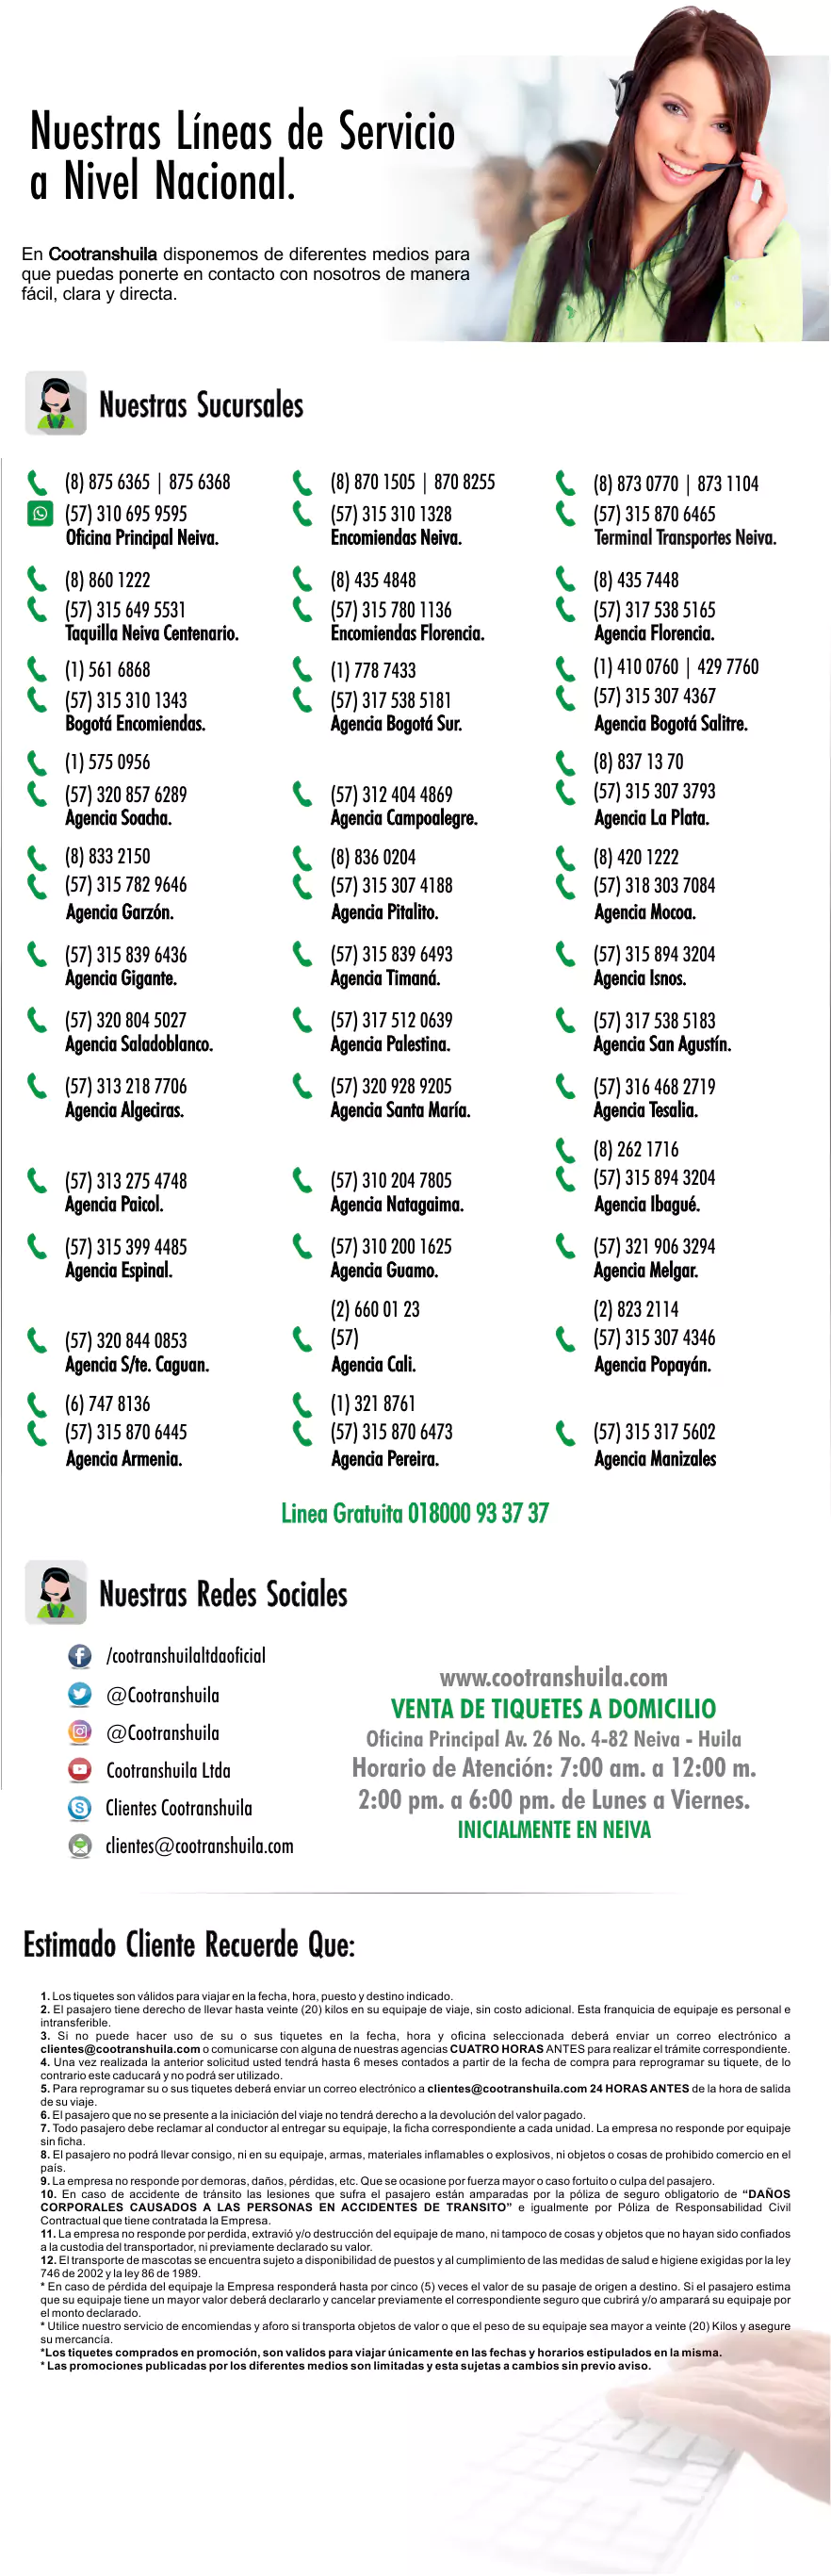 Nuestras Líneas de Servicio
a Nivel Nacional.
En Cootranshuila disponemos de diferentes medios para
que puedas ponerte en contacto con nosotros de manera
fácil, clara y directa.
Nuestras Sucursales
(8) 875 6365 | 875 6368
(57) 310 695 9595
Oficina Principal Neiva.
(8) 870 1505 | 870 8255
(57) 315 310 1328
Encomiendas Neiva.
(8) 873 0770 | 873 1104
(57) 315 870 6465
Terminal Transportes Neiva.
(8) 860 1222
(57) 315 649 5531
Taquilla Neiva Centenario.
(8) 435 4848
(57) 315 780 1136
Encomiendas Florencia.
(8) 435 7448
(57) 317 538 5165
Agencia Florencia.
(1) 561 6868
(57) 315 310 1343
Bogotá Encomiendas.
(1) 778 7433
(57) 317 538 5181
Agencia Bogotá Sur.
(1) 410 0760 | 429 7760
(57) 315 307 4367
Agencia Bogotá Salitre.
(1) 575 0956
(57) 320 857 6289
Agencia Soacha.
(57) 312 404 4869
Agencia Campoalegre.
(8) 837 13 70
(57) 315 307 3793
Agencia La Plata.
(8) 833 2150
(57) 315 782 9646
Agencia Garzón.
(8) 836 0204
(57) 315 307 4188
Agencia Pitalito.
(8) 420 1222
(57) 318 303 7084
Agencia Mocoa.
(57) 315 839 6436
Agencia Gigante.
(57) 315 839 6493
Agencia Timaná.
(57) 315 894 3204
Agencia Isnos.
(57) 320 804 5027
Agencia Saladoblanco.
(57) 317 512 0639
Agencia Palestina.
(57) 317 538 5183
Agencia San Agustín.
(57) 313 218 7706
Agencia Algeciras.
(57) 320 928 9205
Agencia Santa María.
(57) 316 468 2719
Agencia Tesalia.
(57) 313 275 4748
Agencia Paicol.
(57) 310 204 7805
Agencia Natagaima.
(8) 262 1716
(57) 315 894 3204
Agencia Ibagué.
(57) 315 399 4485
Agencia Espinal.
(57) 310 200 1625
Agencia Guamo.
(57) 321 906 3294
Agencia Melgar.
(57) 320 844 0853
Agencia S/te. Caguan.
(2) 660 01 23
(57)
Agencia Cali.
(2) 823 2114
(57) 315 307 4346
Agencia Popayán.
(6) 747 8136
(57) 315 870 6445
Agencia Armenia.
(1) 321 8761
(57) 315 870 6473
Agencia Pereira.
(57) 315 317 5602
Agencia Manizales
Linea Gratuita 018000 93 37 37
Nuestras Redes Sociales
/cootranshuilaltdaoficial
@Cootranshuila
@Cootranshuila
Cootranshuila Ltda
Clientes Cootranshuila
clientes@cootranshuila.com
www.cootranshuila.com
VENTA DE TIQUETES A DOMICILIO
Oficina Principal Av. 26 No. 4-82 Neiva - Huila
Horario de Atención: 7:00 am. a 12:00 m.
2:00 pm. a 6:00 pm. de Lunes a Viernes.
INICIALMENTE EN NEIVA
Estimado Cliente Recuerde Que:
1. Los tiquetes son válidos para viajar en la fecha, hora, puesto y destino indicado.
2. El pasajero tiene derecho de llevar hasta veinte (20) kilos en su equipaje de viaje, sin costo adicional. Esta franquicia de equipaje es personal e
intransferible.
3. Si no puede hacer uso de su o sus tiquetes en la fecha, hora y oficina seleccionada deberá enviar un correo electrónico a
clientes@cootranshuila.com o comunicarse con alguna de nuestras agencias CUATRO HORAS ANTES para realizar el trámite correspondiente.
4. Una vez realizada la anterior solicitud usted tendrá hasta 6 meses contados a partir de la fecha de compra para reprogramar su tiquete, de lo
contrario este caducará y no podrá ser utilizado.
5. Para reprogramar su o sus tiquetes deberá enviar un correo electrónico a clientes@cootranshuila.com 24 HORAS ANTES de la hora de salida
de su viaje.
6. El pasajero que no se presente a la iniciación del viaje no tendrá derecho a la devolución del valor pagado.
7. Todo pasajero debe reclamar al conductor al entregar su equipaje, la ficha correspondiente a cada unidad. La empresa no responde por equipaje
sin ficha.
8. El pasajero no podrá llevar consigo, ni en su equipaje, armas, materiales inflamables o explosivos, ni objetos o cosas de prohibido comercio en el
país.
9. La empresa no responde por demoras, daños, pérdidas, etc. Que se ocasione por fuerza mayor o caso fortuito o culpa del pasajero.
10. En caso de accidente de tránsito las lesiones que sufra el pasajero están amparadas por la póliza de seguro obligatorio de “DAÑOS
CORPORALES CAUSADOS A LAS PERSONAS EN ACCIDENTES DE TRANSITO” e igualmente por Póliza de Responsabilidad Civil
Contractual que tiene contratada la Empresa.
11. La empresa no responde por perdida, extravió y/o destrucción del equipaje de mano, ni tampoco de cosas y objetos que no hayan sido confiados
a la custodia del transportador, ni previamente declarado su valor.
12. El transporte de mascotas se encuentra sujeto a disponibilidad de puestos y al cumplimiento de las medidas de salud e higiene exigidas por la ley
746 de 2002 y la ley 86 de 1989.
* En caso de pérdida del equipaje la Empresa responderá hasta por cinco (5) veces el valor de su pasaje de origen a destino. Si el pasajero estima
que su equipaje tiene un mayor valor deberá declararlo y cancelar previamente el correspondiente seguro que cubrirá y/o amparará su equipaje por
el monto declarado.
* Utilice nuestro servicio de encomiendas y aforo si transporta objetos de valor o que el peso de su equipaje sea mayor a veinte (20) Kilos y asegure
su mercancía.
*Los tiquetes comprados en promoción, son validos para viajar únicamente en las fechas y horarios estipulados en la misma.
* Las promociones publicadas por los diferentes medios son limitadas y esta sujetas a cambios sin previo aviso.